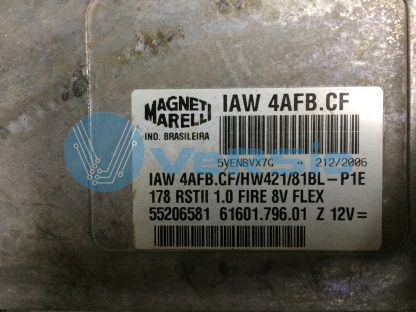 MAGNETI MARELLI
IAW 4AFB.CF
IND. BRASILEIRA
5VEN8VX7G -- 212/2006
IAW 4AFB.CF/HW421/81BL-P1E
178 RSTII 1.0 FIRE 8V FLEX
55206581 61601.796.01 Z 12V=